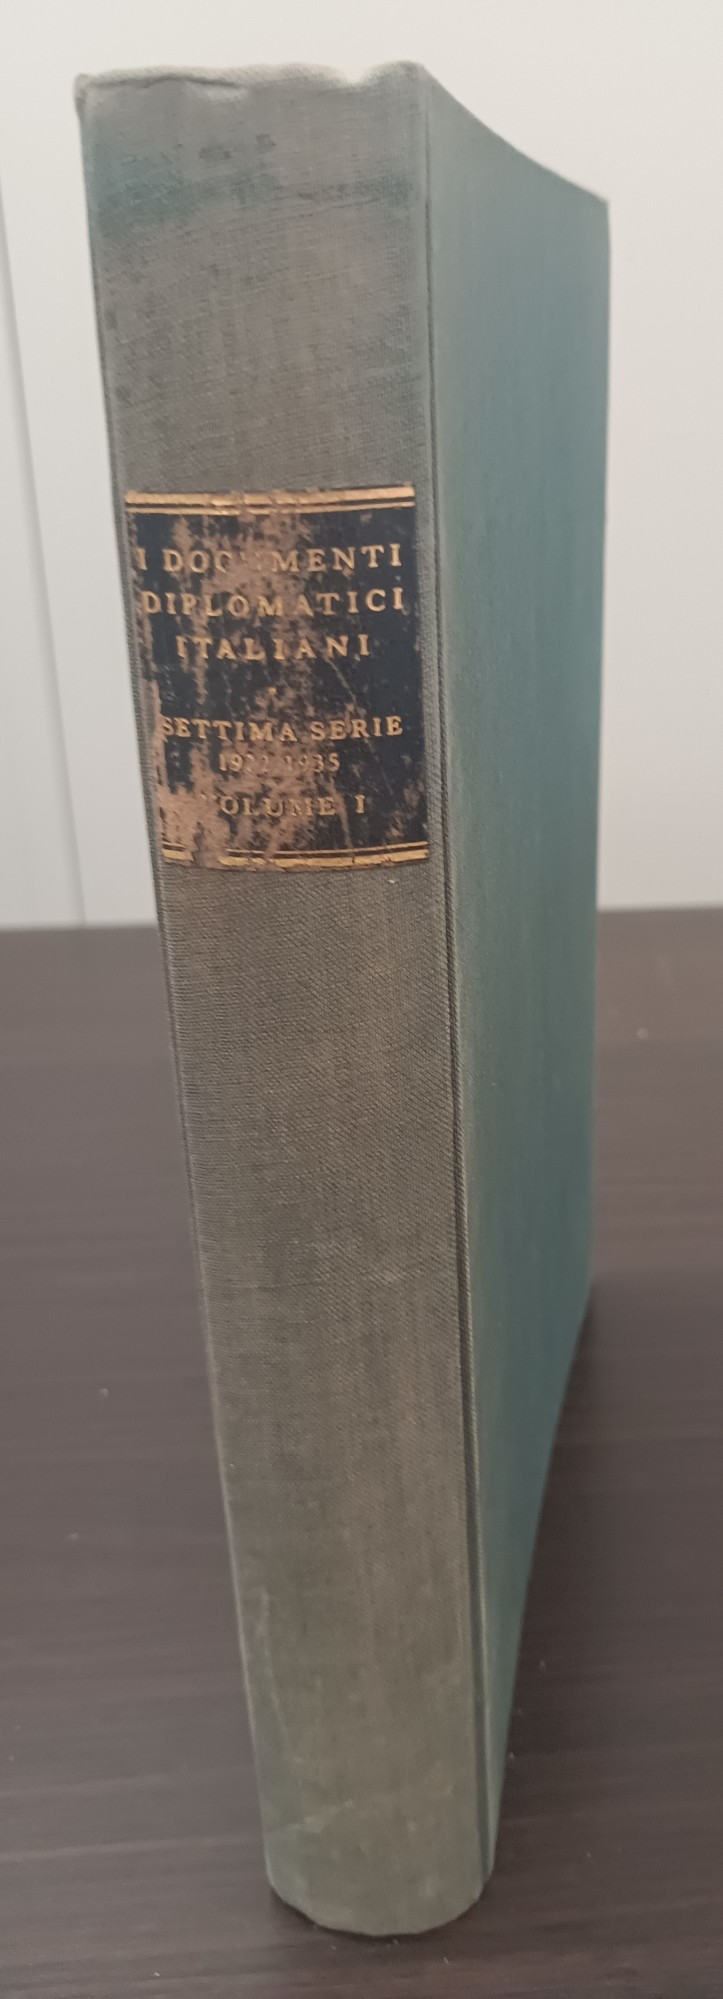 I DOCUMENTI
DIPLOMATICI
ITALIANI
SETTIMA SERIE
1922-1935
VOLUME I